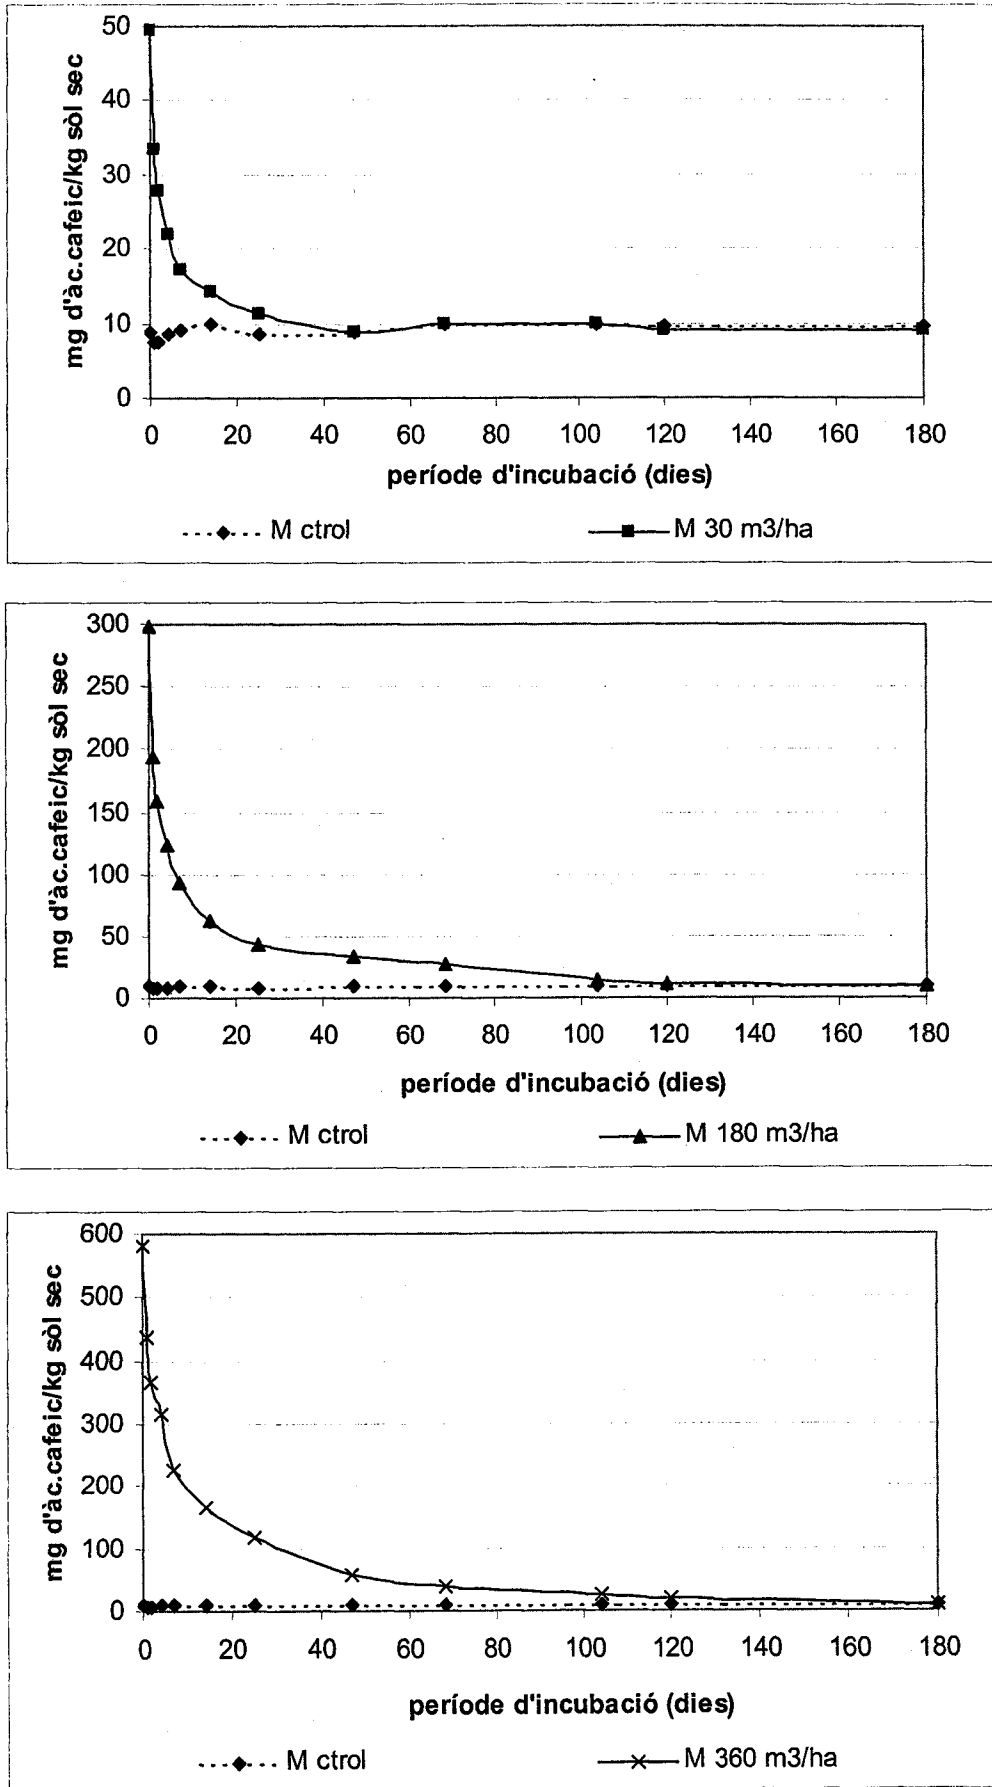 mg d'àc.cafeic/kg sòl sec
50
40
30
20
10
0
0 20 40 60 80 100 120 140 160 180
període d'incubació (dies)
M ctrol M 30 m3/ha
mg d'àc.cafeic/kg sòl sec
300
250
200
150
100
50
0
0 20 40 60 80 100 120 140 160 180
període d'incubació (dies)
M ctrol M 180 m3/ha
mg d'àc.cafeic/kg sòl sec
600
500
400
300
200
100
0
0 20 40 60 80 100 120 140 160 180
període d'incubació (dies)
M ctrol M 360 m3/ha